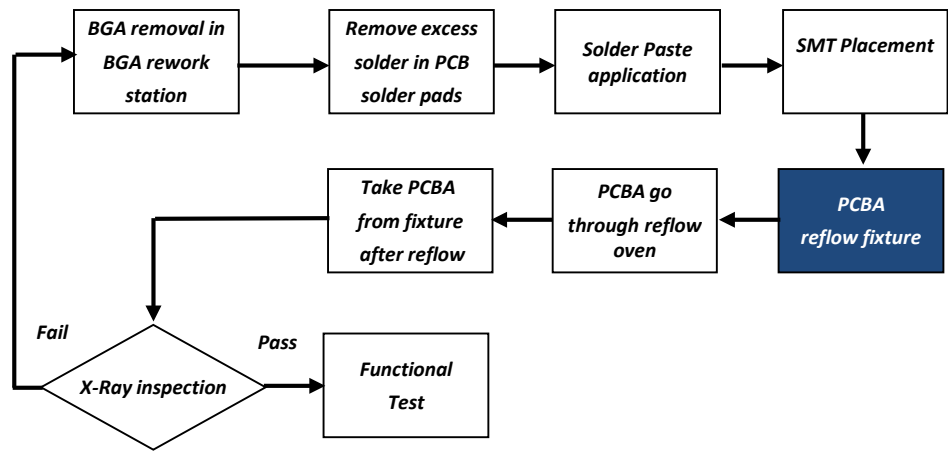 BGA removal in
BGA rework
station
Remove excess
solder in PCB
solder pads
Solder Paste
application
SMT Placement
PCBA
reflow fixture
PCBA go
through reflow
oven
Take PCBA
from fixture
after reflow
Fail
Pass
X-Ray inspection
Functional
Test